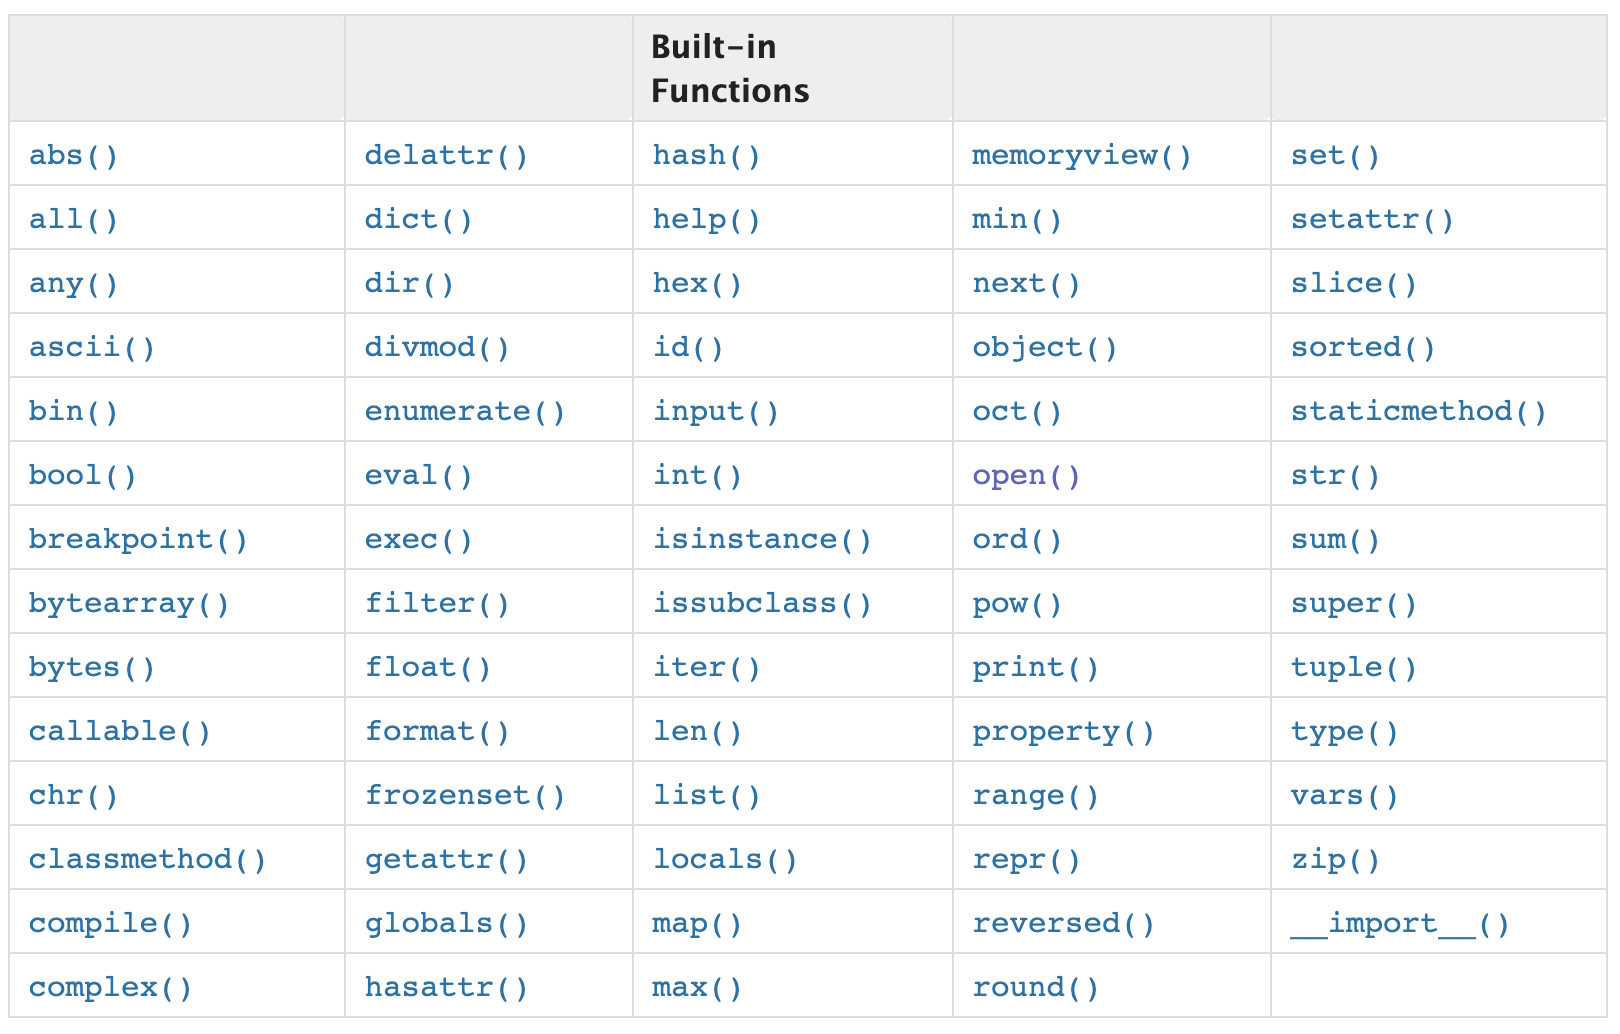 Built-in
Functions
abs() delattr() hash() memoryview() set()
all() dict() help() min() setattr()
any() dir() hex() next() slice()
ascii() divmod() id() object() sorted()
bin() enumerate() input() oct() staticmethod()
bool() eval() int() open() str()
breakpoint() exec() isinstance() ord() sum()
bytearray() filter() issubclass() pow() super()
bytes() float() iter() print() tuple()
callable() format() len() property() type()
chr() frozenset() list() range() vars()
classmethod() getattr() locals() repr() zip()
compile() globals() map() reversed() __import__()
complex() hasattr() max() round()